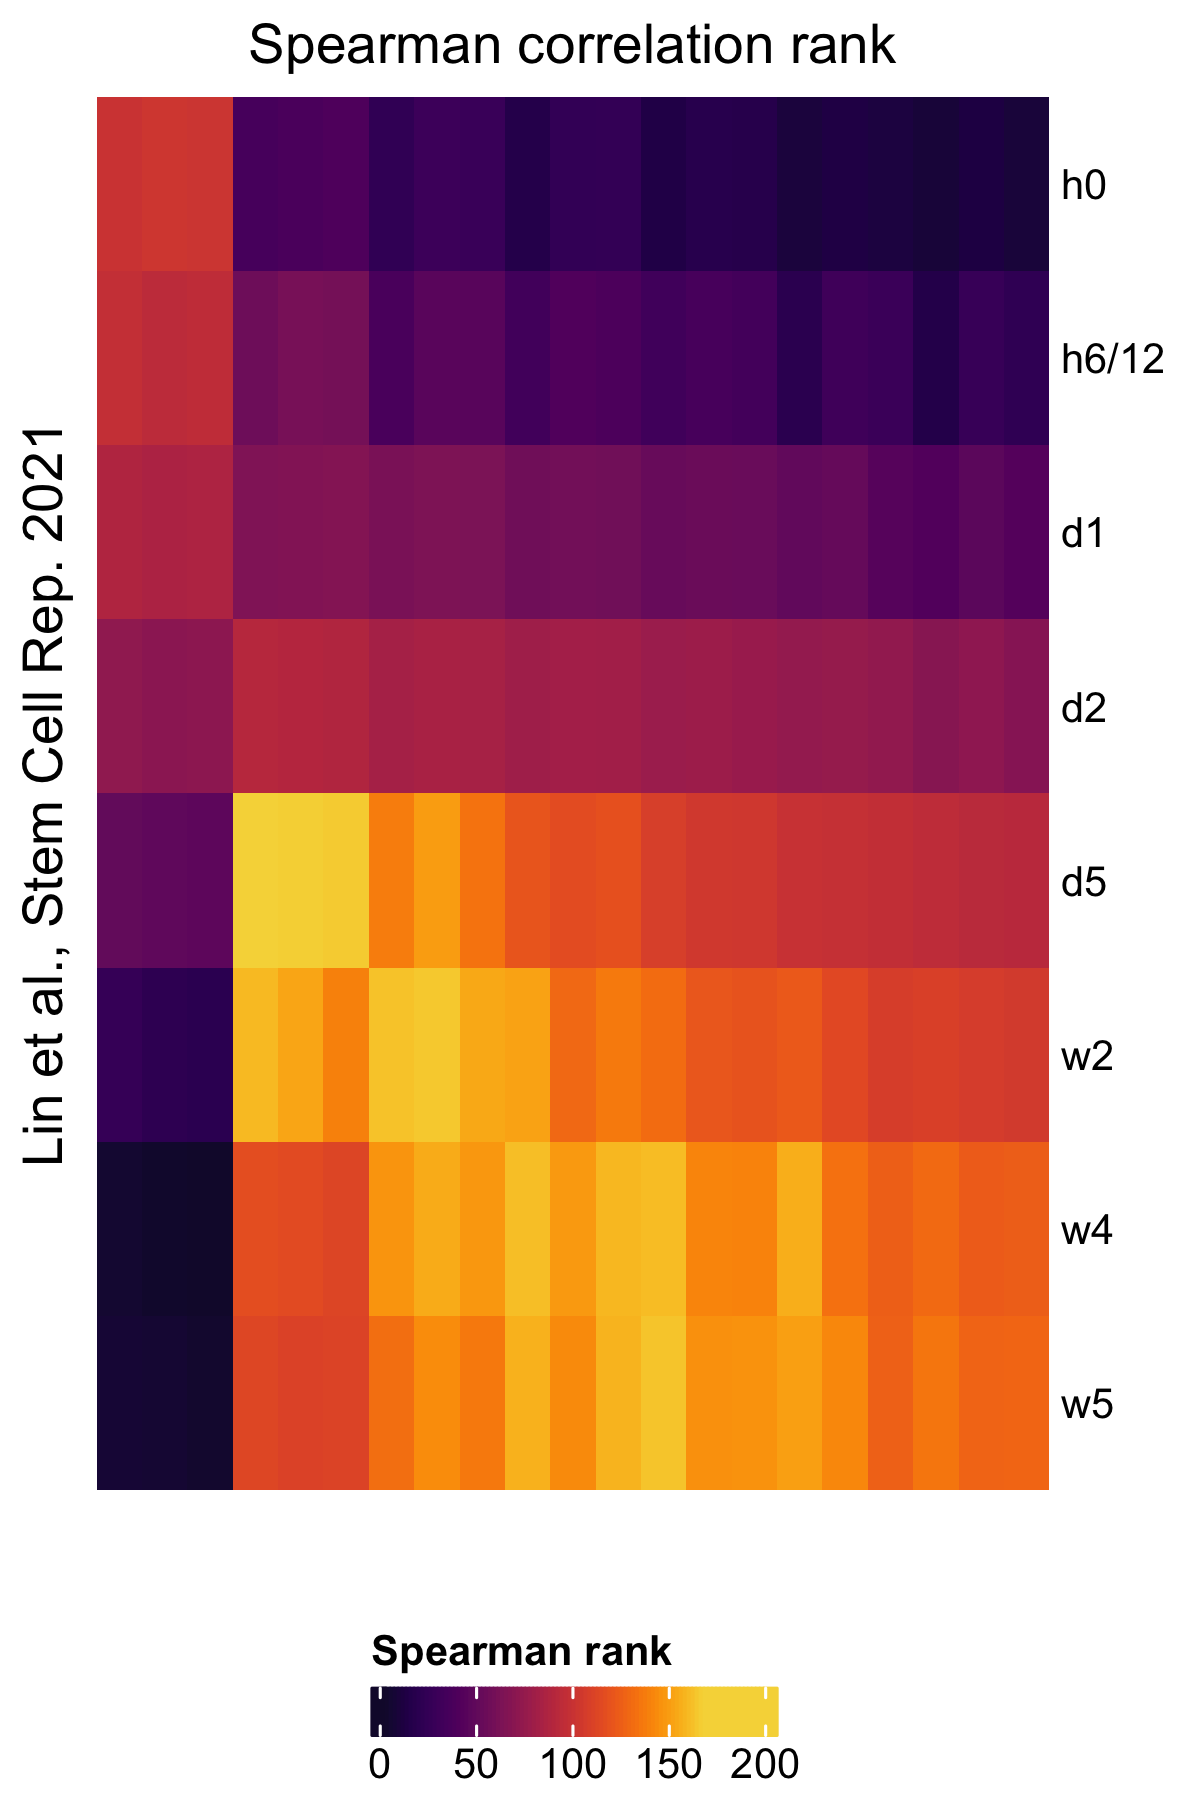 Spearman correlation rank
Lin et al., Stem Cell Rep. 2021
h0
h6/12
d1
d2
d5
w2
w4
w5
Spearman rank
0 50 100 150 200